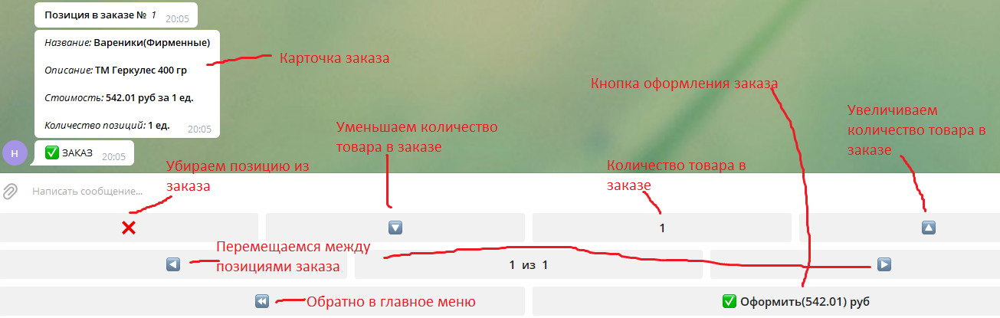 Позиция в заказе № 1 20:05
Название: Вареники(Фирменные)
Описание: ТМ Геркулес 400 гр
Стоимость: 542.01 руб за 1 ед.
Количество позиций: 1 ед. 20:05
Н
✅ ЗАКАЗ 20:05
Карточка заказа
Кнопка оформления заказа
Увеличиваем
количество товара в
заказе
Уменьшаем количество
товара в заказе
Убираем позицию из
заказа
Количество товара в
заказе
Написать сообщение...
1
Перемещаемся между
позициями заказа
1 из 1
Обратно в главное меню
✅ Оформить(542.01) руб